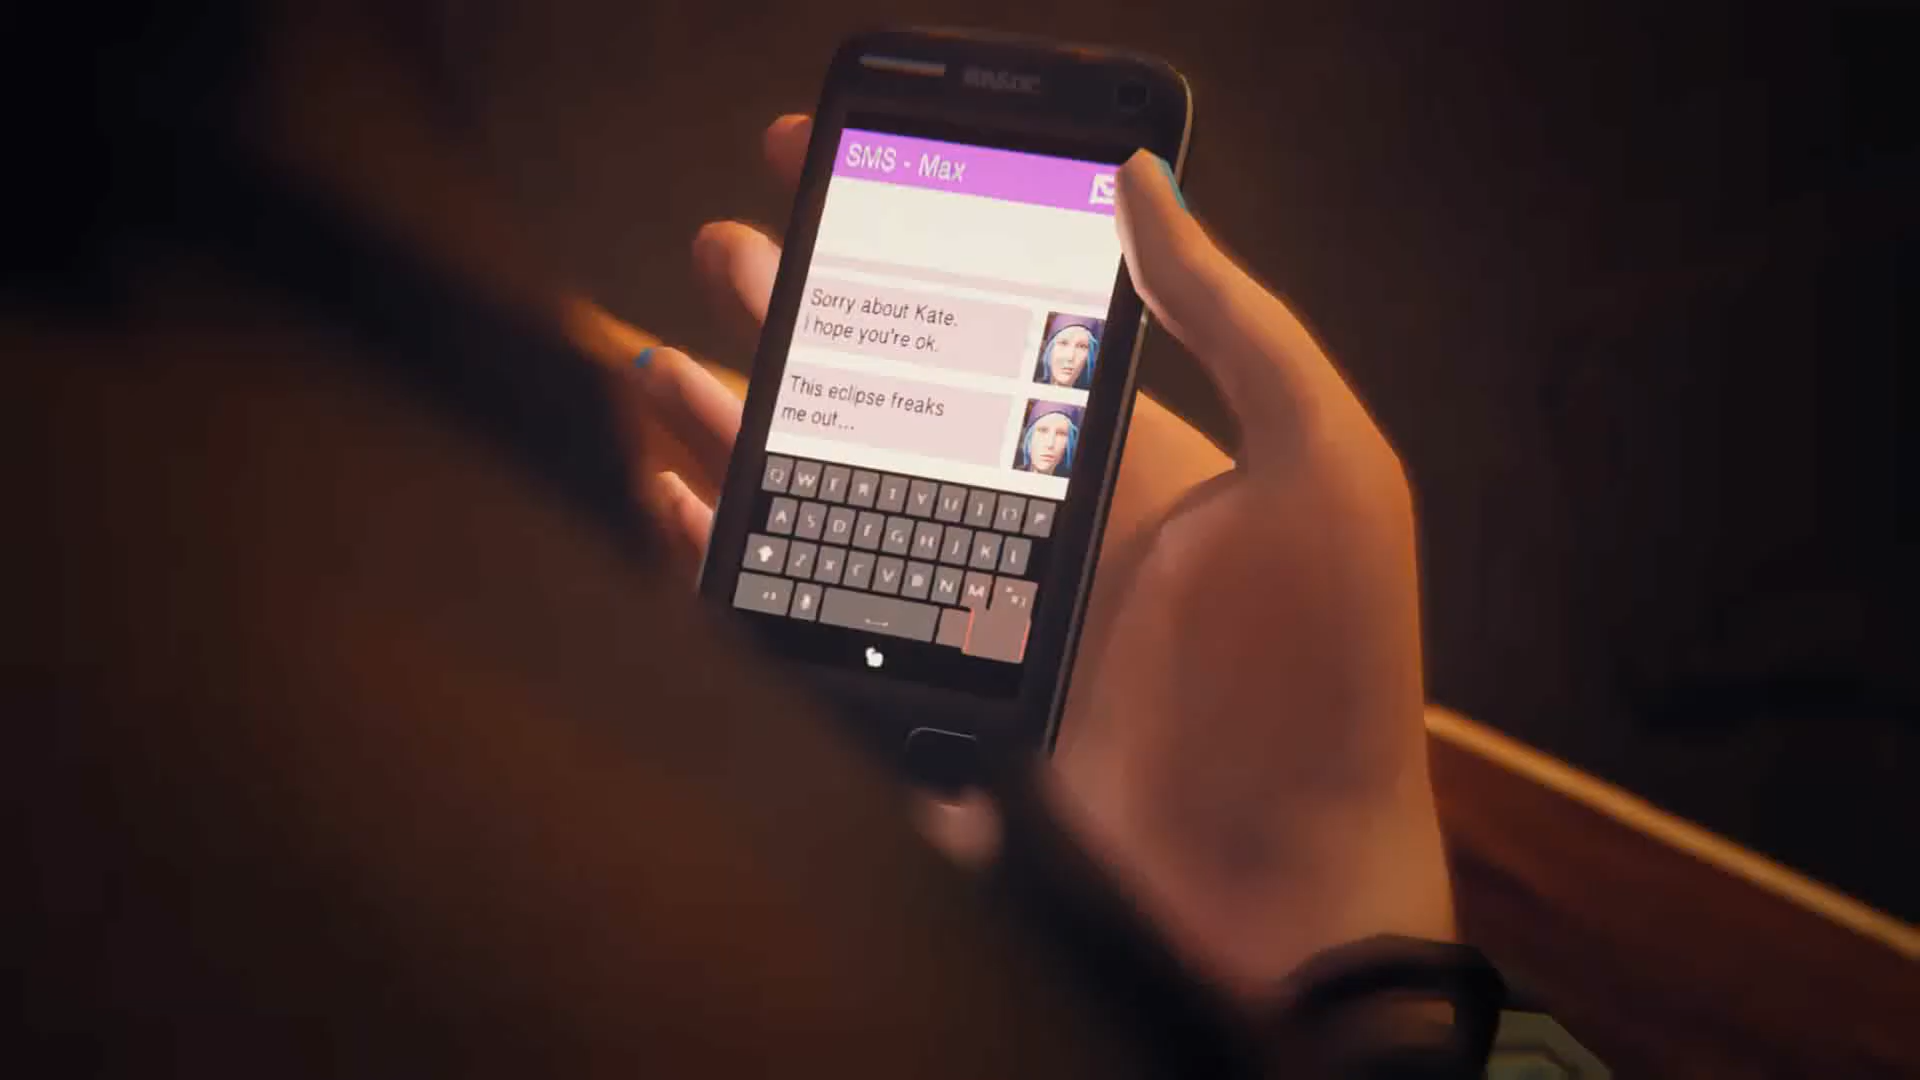 SMS - Max
Sorry about Kate.
I hope you're ok.
This eclipse freaks
me out...
Q W E R T Y U I O P
A S D F G H J K L
Z X C V B N M